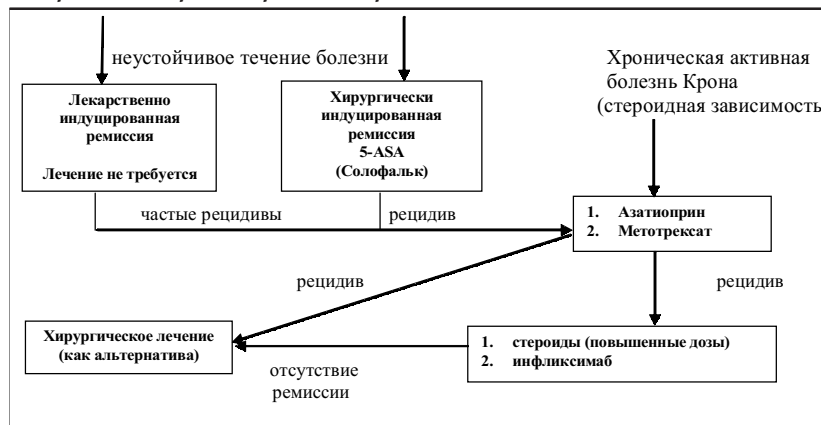 неустойчивое течение болезни
Хроническая активная
болезнь Крона
(стероидная зависимость
Лекарственно
индуцированная
ремиссия
Лечение не требуется
Хирургически
индуцированная
ремиссия
5-ASA
(Солофальк)
частые рецидивы
рецидив
1. Азатиоприн
2. Метотрексат
рецидив
рецидив
Хирургическое лечение
(как альтернатива)
1. стероиды (повышенные дозы)
2. инфликсимаб
отсутствие
ремиссии